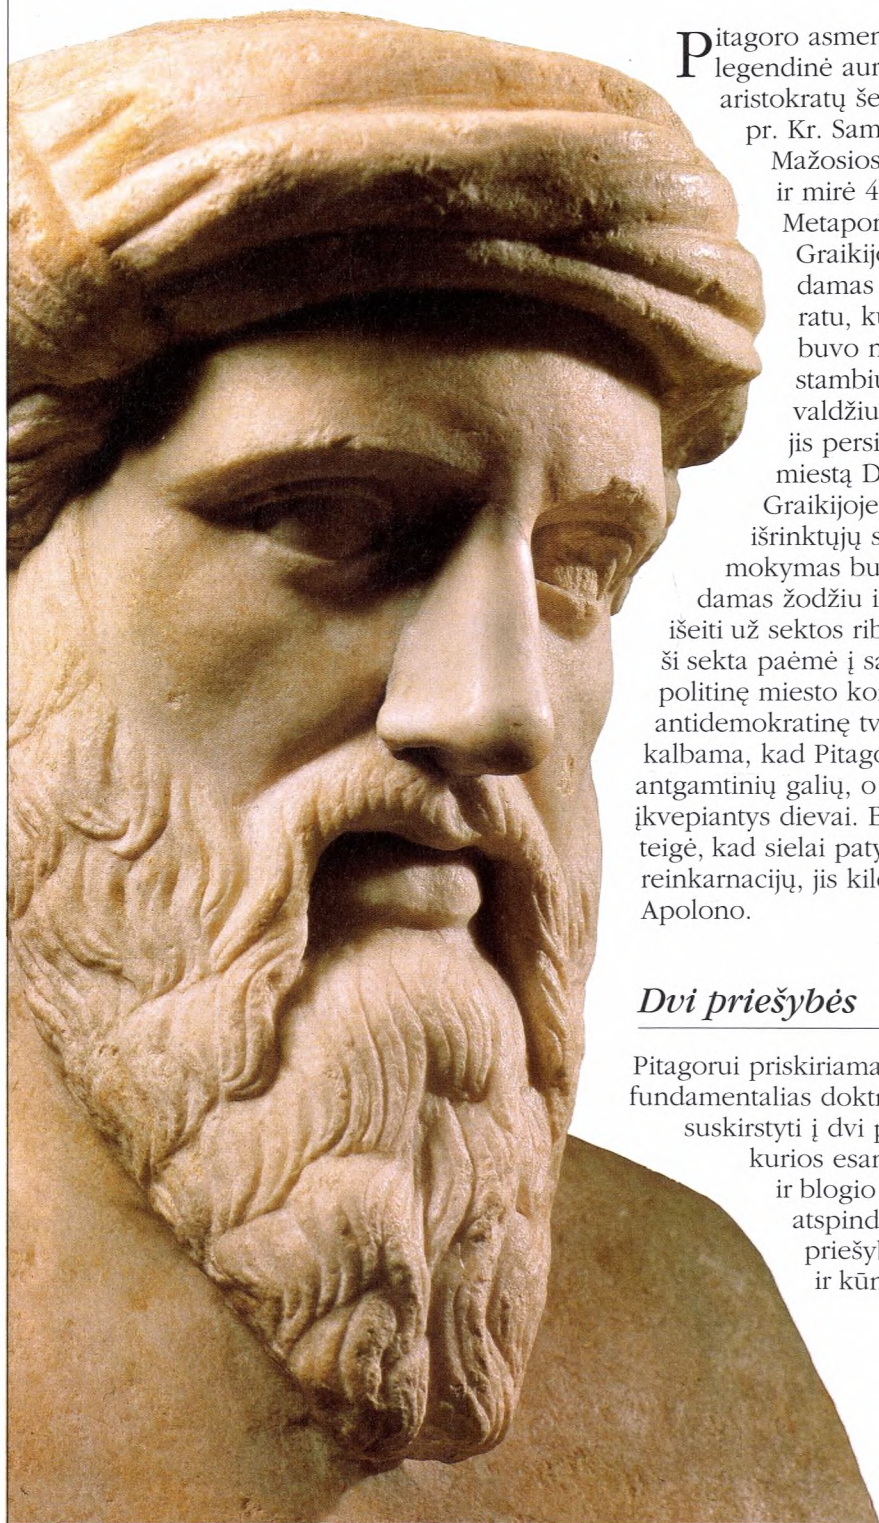 Pitagoro asmen
legendinė aur
aristokratų še
pr. Kr. Sam
Mažosios
ir mirė 4
Metapon
Graikijo
damas
ratu, ku
buvo n
stambiu
valdžiu
jis persi
miestą D
Graikijoje
išrinktųjų s
mokymas bu
damas žodžiu i
išeiti už sektos rib
ši sekta paėmė į sa
politinę miesto kon
antidemokratinę tv
kalbama, kad Pitago
antgamtinių galių, o
įkvepiantys dievai. B
teigė, kad sielai paty
reinkarnacijų, jis kilo
Apolono.
Dvi priešybės
Pitagorui priskiriama
fundamentalias doktr
suskirstyti į dvi p
kurios esan
ir blogio
atspind
priešyb
ir kūn